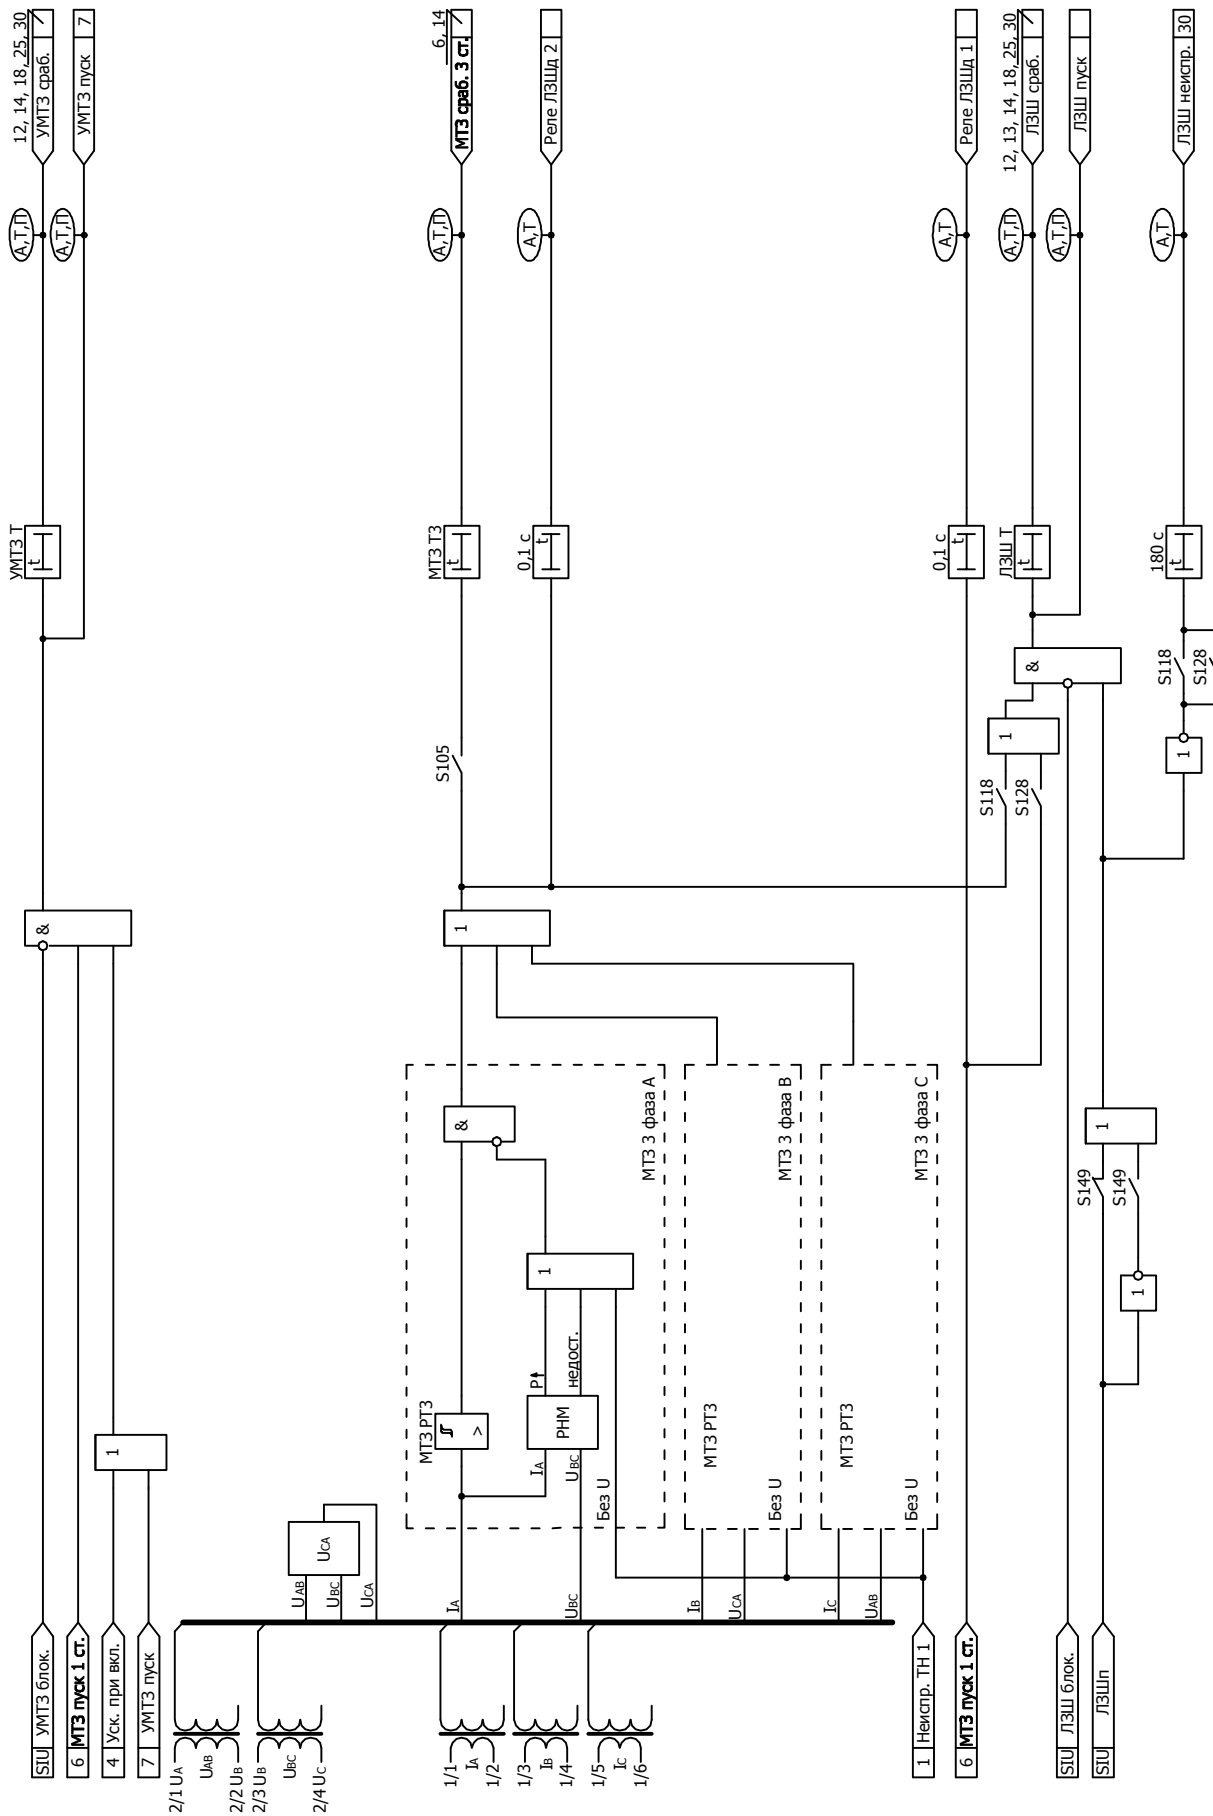 12, 14, 18, 25, 30
УМТЗ сраб.
УМТЗ пуск 7
6, 14
МТЗ сраб. 3 ст.
Реле ЛЗШд 2
Реле ЛЗШд 1
12, 13, 14, 18, 25, 30
ЛЗШ сраб.
ЛЗШ пуск
ЛЗШ неиспр. 30
А,Т,П
А,Т,П
А,Т,П
А,Т
А,Т
А,Т,П
А,Т,П
А,Т
УМТЗ Т
t
МТЗ Т3
t
0,1 с
t
0,1 с
t
ЛЗШ Т
t
180 с
t
S105
&
S118
S128
1
S118
S128
1
&
1
&
МТЗ 3 фаза А
МТЗ 3 фаза В
МТЗ 3 фаза С
1
S149
S149
1
1
P
недост.
МТЗ РТ3
>
РНМ
IA
UBC
Без U
МТЗ РТ3
Без U
МТЗ РТ3
Без U
1
UCA
UAB
UBC
UCA
IA
UBC
IB
UCA
IC
UAB
SIU УМТЗ блок.
6 МТЗ пуск 1 ст.
4 Уск. при вкл.
7 УМТЗ пуск
2/1 UA
UAB
2/2 UB
2/3 UB
UBC
2/4 UC
1/1
IA
1/2
1/3
IB
1/4
1/5
IC
1/6
1 Неиспр. ТН 1
6 МТЗ пуск 1 ст.
SIU ЛЗШ блок.
SIU ЛЗШп